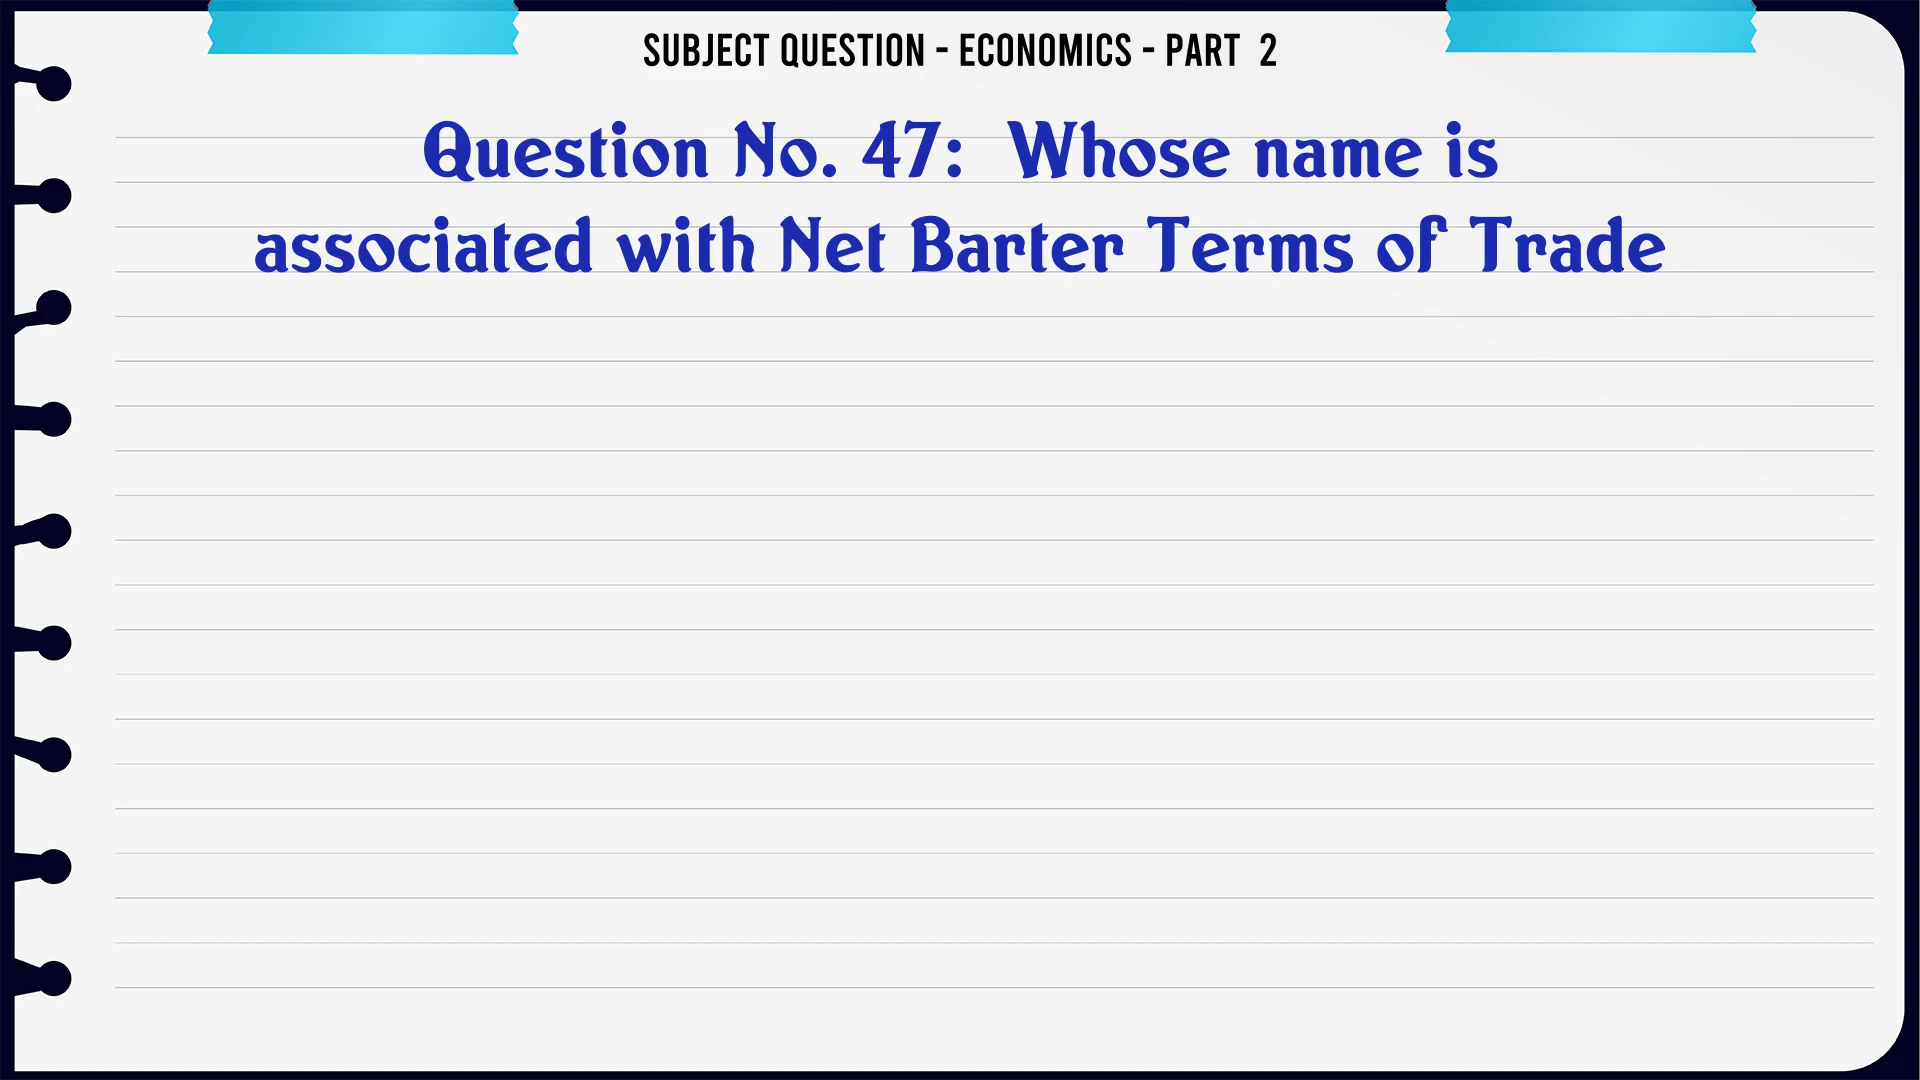 SUBJECT QUESTION - ECONOMICS - PART 2
Question No. 47: Whose name is
associated with Net Barter Terms of Trade